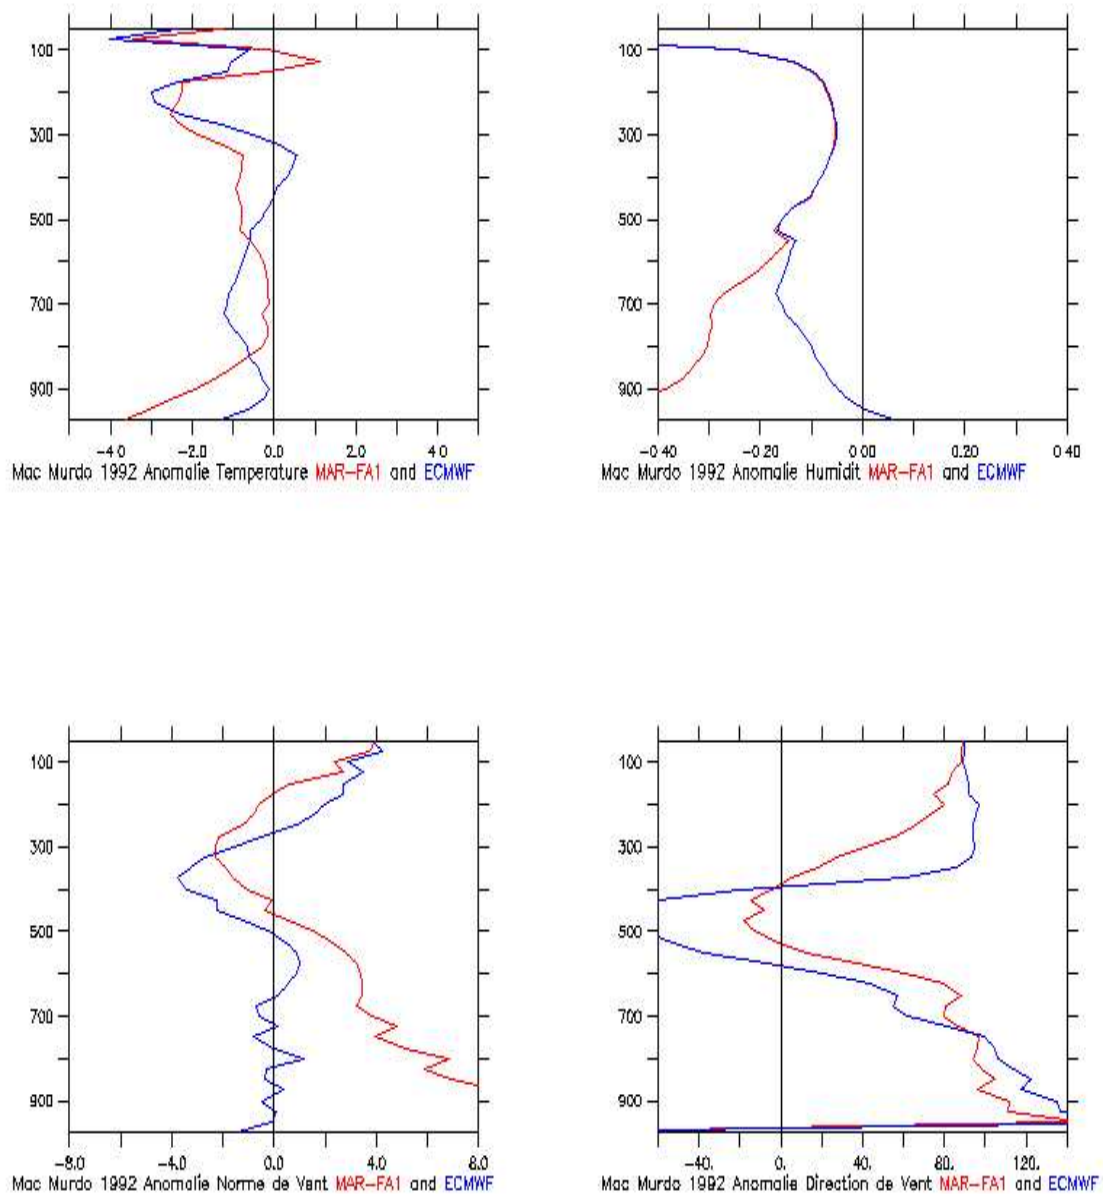 100
300
500
700
900
-4.0 -2.0 0.0 2.0 4.0
Mac Murdo 1992 Anomalie Temperature MAR-FA1 and ECMWF
100
300
500
700
900
-0.40 -0.20 0.00 0.20 0.40
Mac Murdo 1992 Anomalie Humidit MAR-FA1 and ECMWF
100
300
500
700
900
-8.0 -4.0 0.0 4.0 8.0
Mac Murdo 1992 Anomalie Norme de Vent MAR-FA1 and ECMWF
100
300
500
700
900
-40. 0. 40. 80. 120.
Mac Murdo 1992 Anomalie Direction de Vent MAR-FA1 and ECMWF